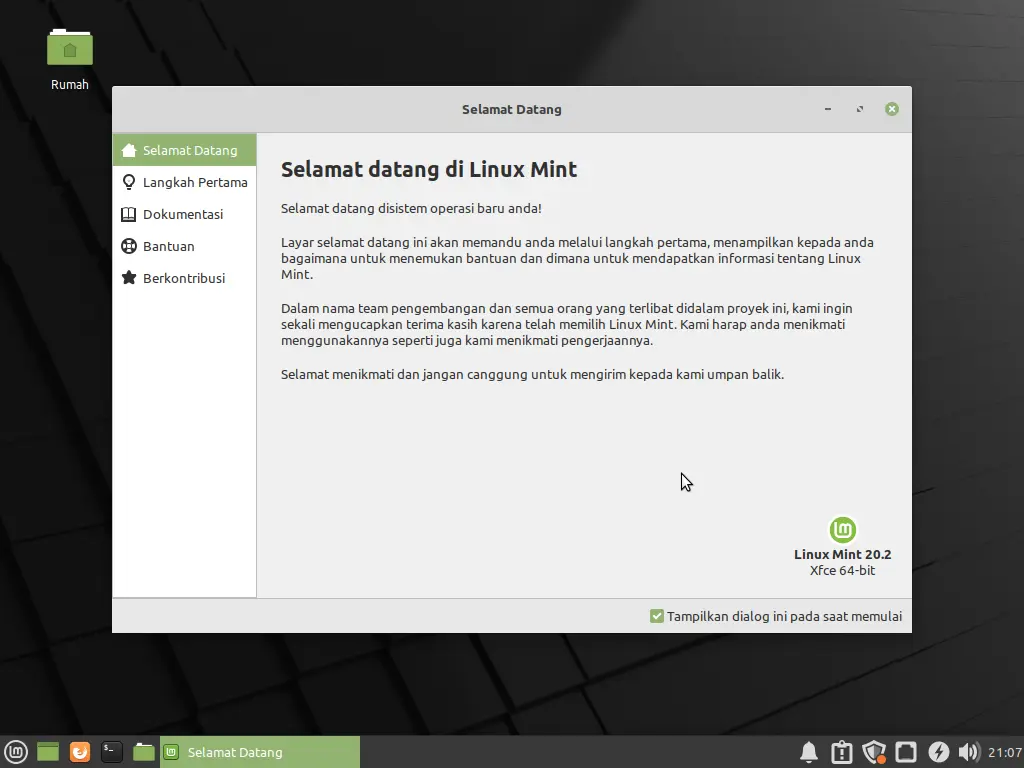 Rumah
Selamat Datang
Selamat Datang
Langkah Pertama
Dokumentasi
Bantuan
Berkontribusi
Selamat datang di Linux Mint
Selamat datang disistem operasi baru anda!
Layar selamat datang ini akan memandu anda melalui langkah pertama, menampilkan kepada anda
bagaimana untuk menemukan bantuan dan dimana untuk mendapatkan informasi tentang Linux
Mint.
Dalam nama team pengembangan dan semua orang yang terlibat didalam proyek ini, kami ingin
sekali mengucapkan terima kasih karena telah memilih Linux Mint. Kami harap anda menikmati
menggunakannya seperti juga kami menikmati pengerjaannya.
Selamat menikmati dan jangan canggung untuk mengirim kepada kami umpan balik.
Linux Mint 20.2
Xfce 64-bit
Tampilkan dialog ini pada saat memulai
Selamat Datang
21:07